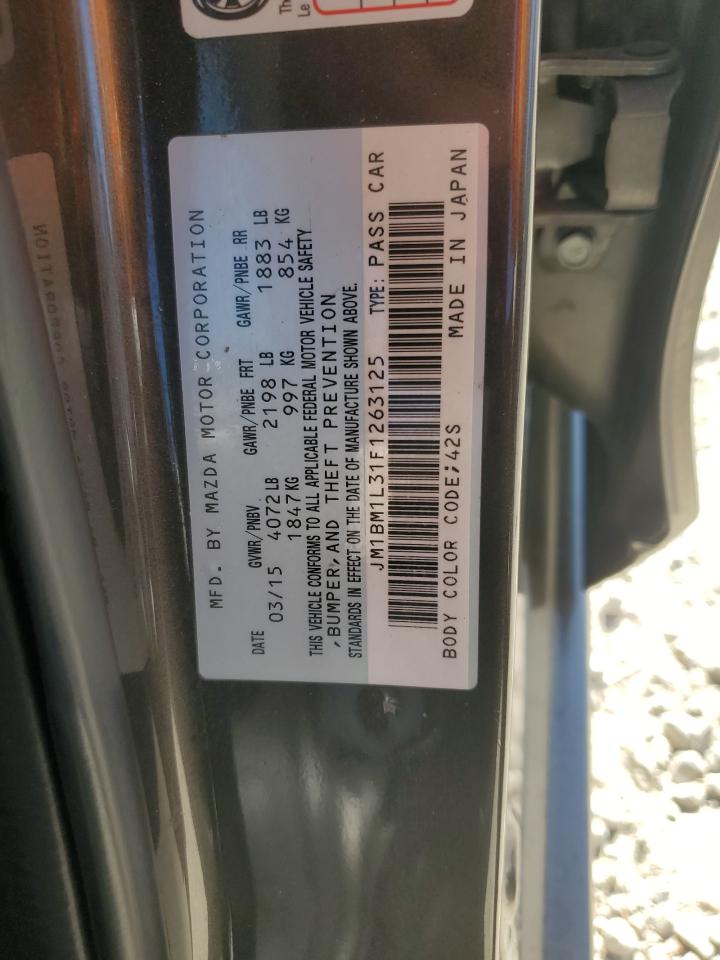 Th
Le
MFD. BY MAZDA MOTOR CORPORATION
DATE GVWR/PNBV GAWR/PNBE FRT GAWR/PNBE RR
03/15 4072LB 2198 LB 1883 LB
1847KG 997 KG 854 KG
THIS VEHICLE CONFORMS TO ALL APPLICABLE FEDERAL MOTOR VEHICLE SAFETY
,BUMPER, AND THEFT PREVENTION
STANDARDS IN EFFECT ON THE DATE OF MANUFACTURE SHOWN ABOVE.
JM1BM1L31F1263125 TYPE: PASS CAR
BODY COLOR CODE;42S MADE IN JAPAN